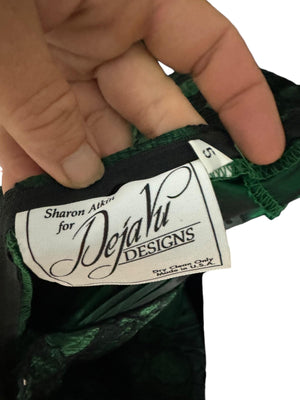 Sharon Atkin
for
DejaVu
DESIGNS
Dry Clean Only
Made in U.S.A.
S